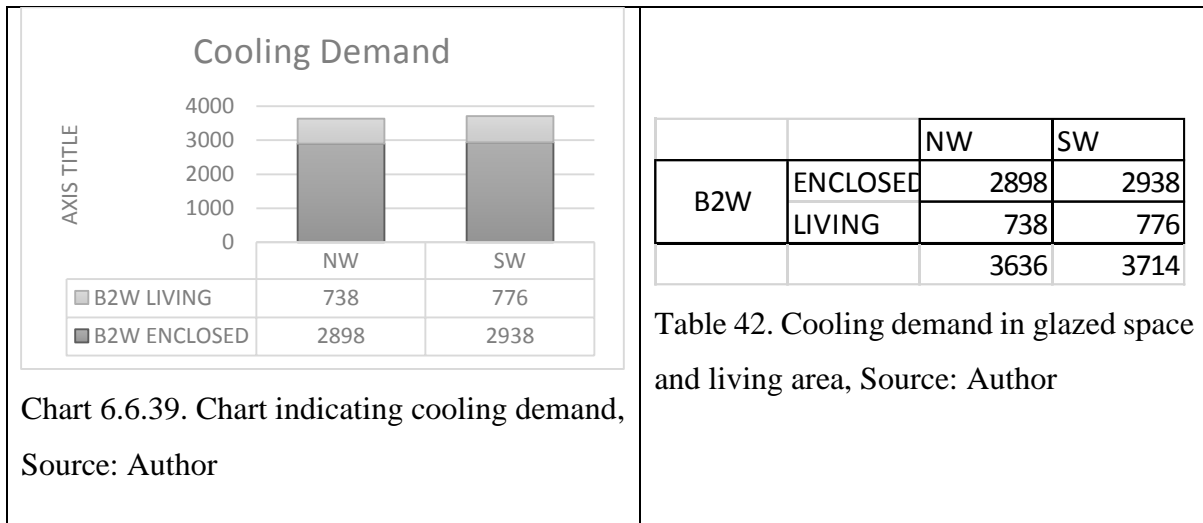 Cooling Demand
AXIS TITLE
4000
3000
2000
1000
0
NW SW
B2W LIVING 738 776
B2W ENCLOSED 2898 2938
Chart 6.6.39. Chart indicating cooling demand,
Source: Author
NW SW
B2W
ENCLOSED 2898 2938
LIVING 738 776
3636 3714
Table 42. Cooling demand in glazed space
and living area, Source: Author